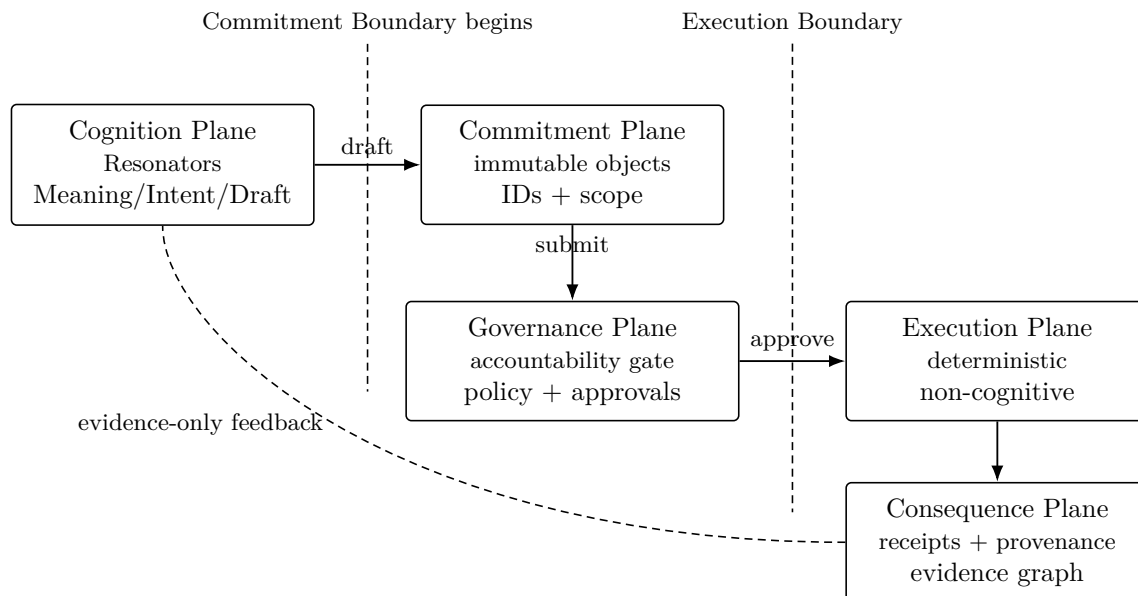 Commitment Boundary begins
Execution Boundary
Cognition Plane
Resonators
Meaning/Intent/Draft
draft
Commitment Plane
immutable objects
IDs + scope
submit
Governance Plane
accountability gate
policy + approvals
approve
Execution Plane
deterministic
non-cognitive
evidence-only feedback
Consequence Plane
receipts + provenance
evidence graph